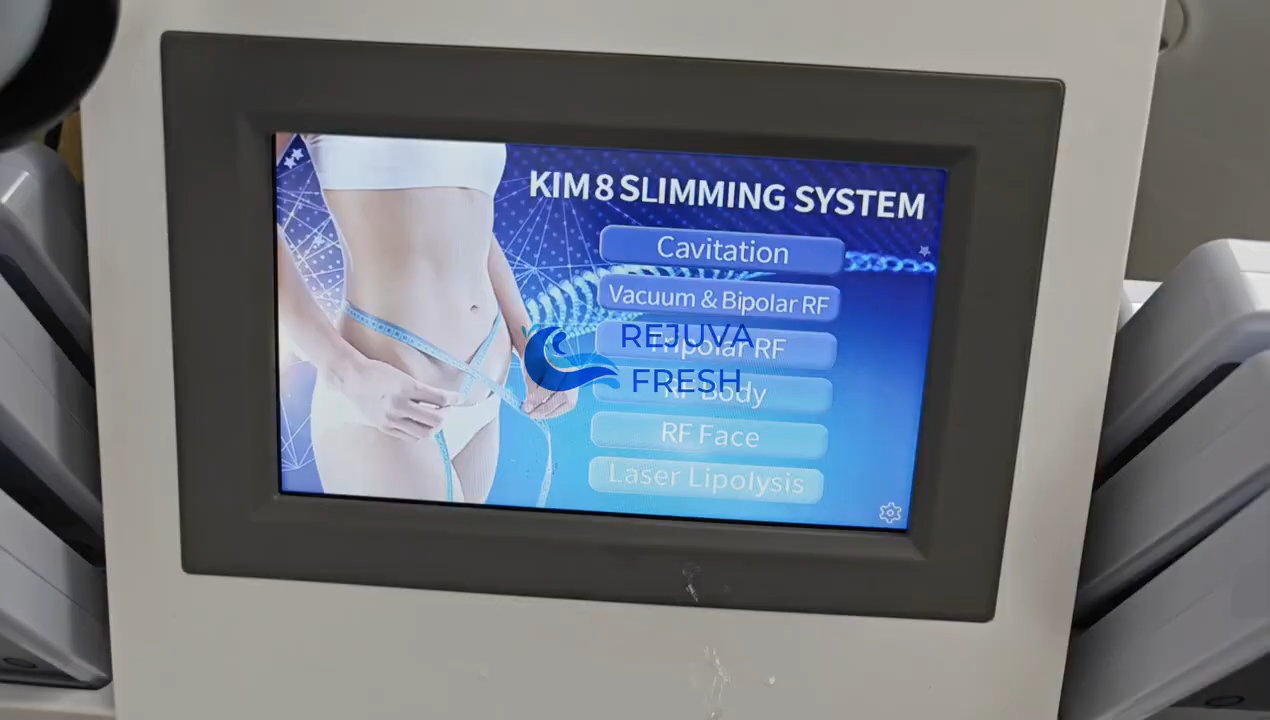 KIM 8 SLIMMING SYSTEM
Cavitation
Vacuum & Bipolar RF
Tripolar RF
RF Body
RF Face
Laser Lipolysis
REJUVA
FRESH